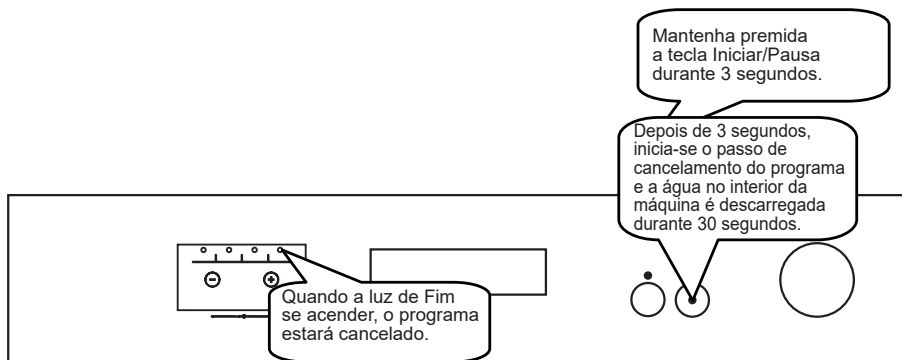 Mantenha premida
a tecla Iniciar/Pausa
durante 3 segundos.
Depois de 3 segundos,
inicia-se o passo de
cancelamento do programa
e a água no interior da
máquina é descarregada
durante 30 segundos.
Quando a luz de Fim
se acender, o programa
estará cancelado.